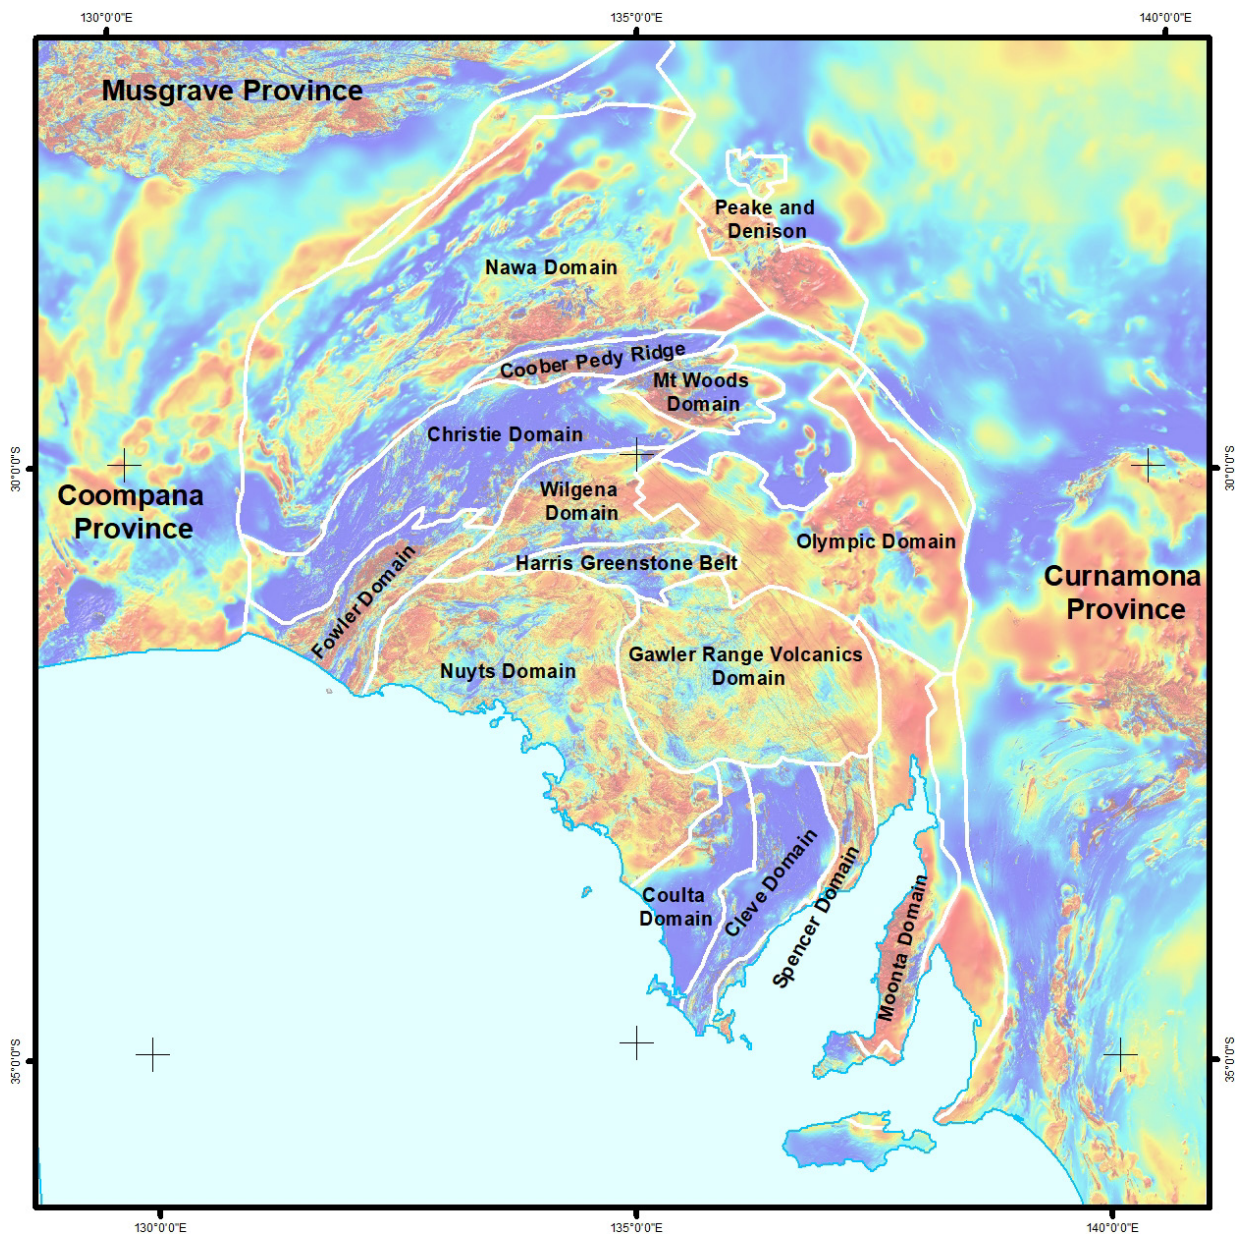 130°0'0"E
135°0'0"E
140°0'0"E
Musgrave Province
Peake and
Denison
Nawa Domain
Coober Pedy Ridge
Mt Woods
Domain
Christie Domain
30°0'0"S
30°0'0"S
Coompana
Province
Wilgena
Domain
Olympic Domain
Harris Greenstone Belt
Curnamona
Province
Fowler Domain
Nuyts Domain
Gawler Range Volcanics
Domain
Coulta
Domain
Cleve Domain
Spencer Domain
Moonta Domain
35°0'0"S
35°0'0"S
130°0'0"E
135°0'0"E
140°0'0"E